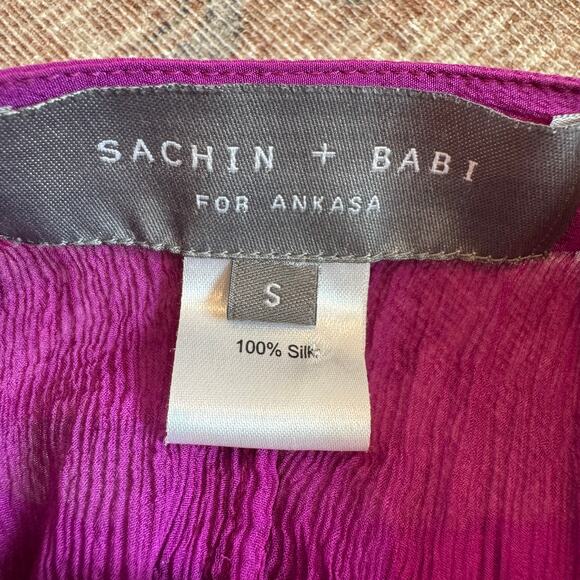 SACHIN + BABI
FOR ANKASA
S
100% Silk